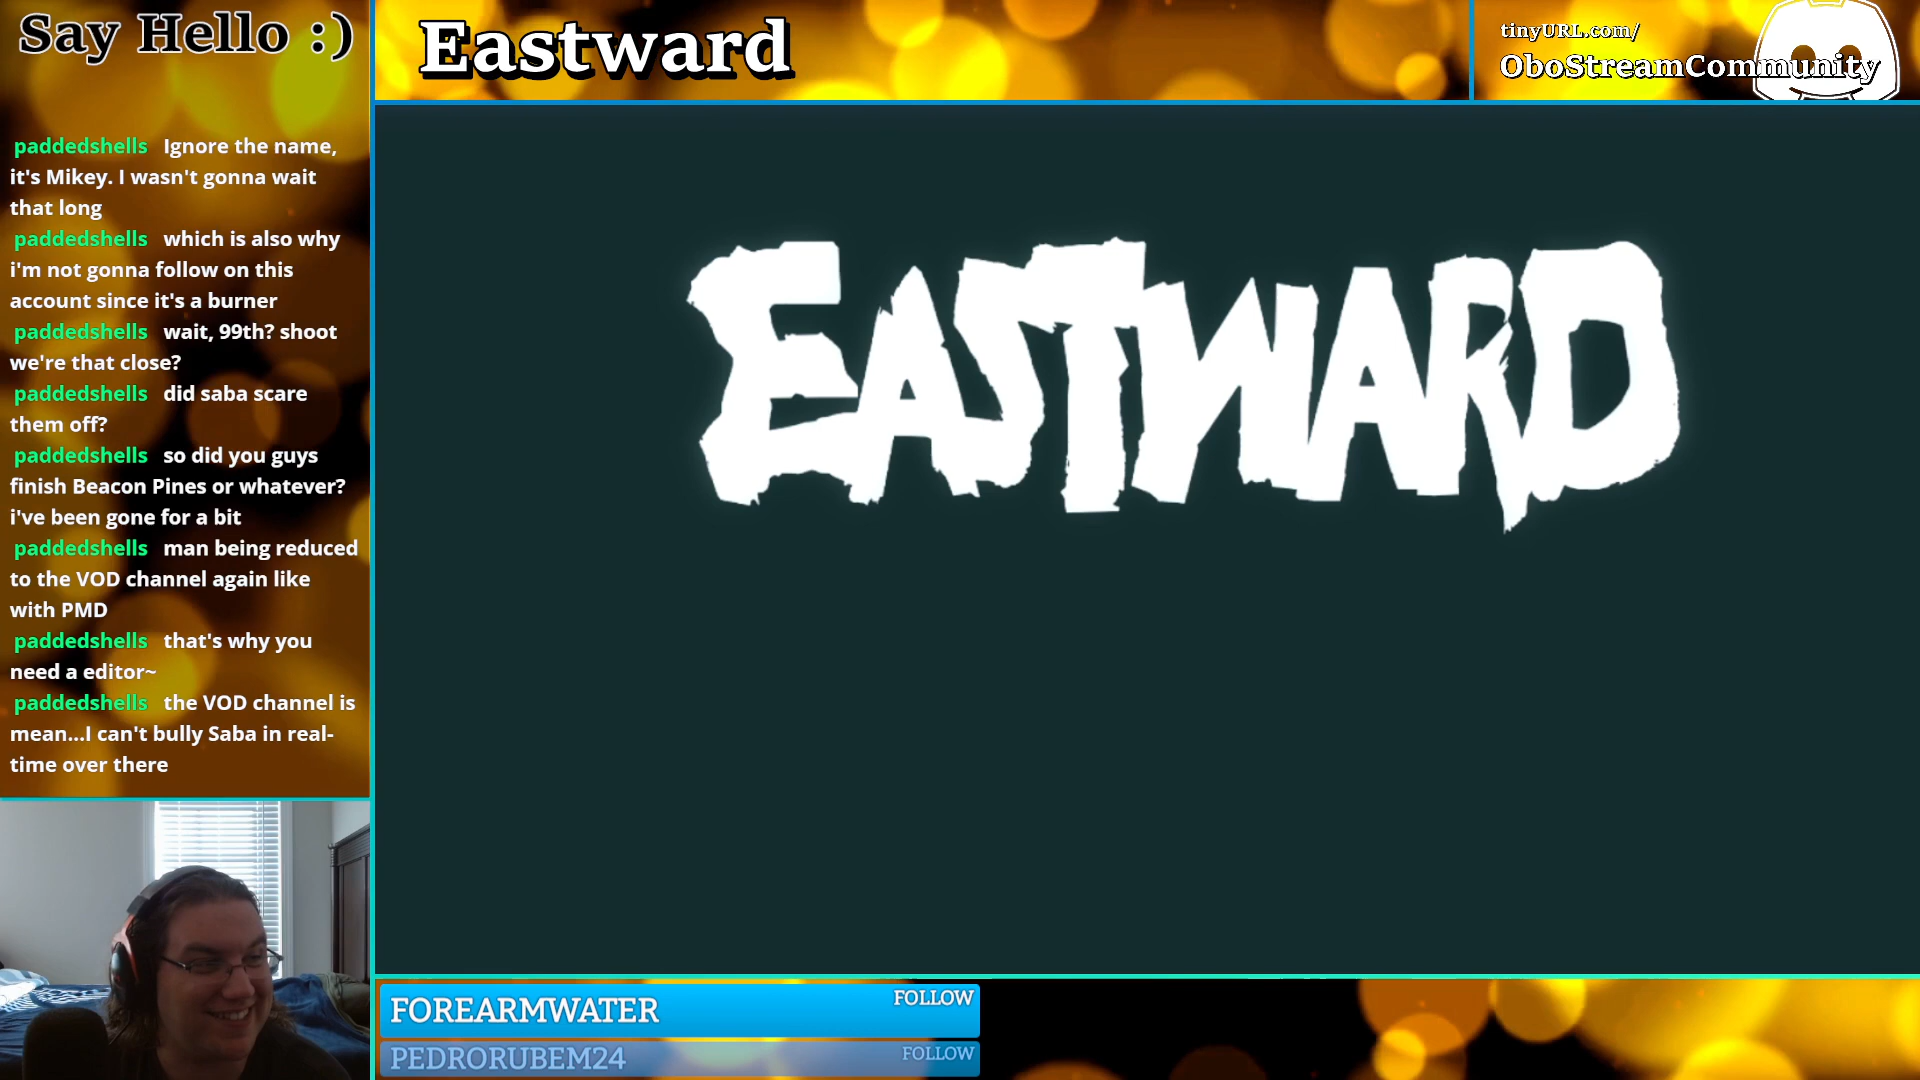 Say Hello :)
Eastward
tinyURL.com/
OboStreamCommunity
paddedshells Ignore the name,
it's Mikey. I wasn't gonna wait
that long
paddedshells which is also why
i'm not gonna follow on this
account since it's a burner
paddedshells wait, 99th? shoot
we're that close?
paddedshells did saba scare
them off?
paddedshells so did you guys
finish Beacon Pines or whatever?
i've been gone for a bit
paddedshells man being reduced
to the VOD channel again like
with PMD
paddedshells that's why you
need a editor~
paddedshells the VOD channel is
mean...I can't bully Saba in real-
time over there
EASTWARD
FOREARMWATER FOLLOW
PEDRORUBEM24 FOLLOW